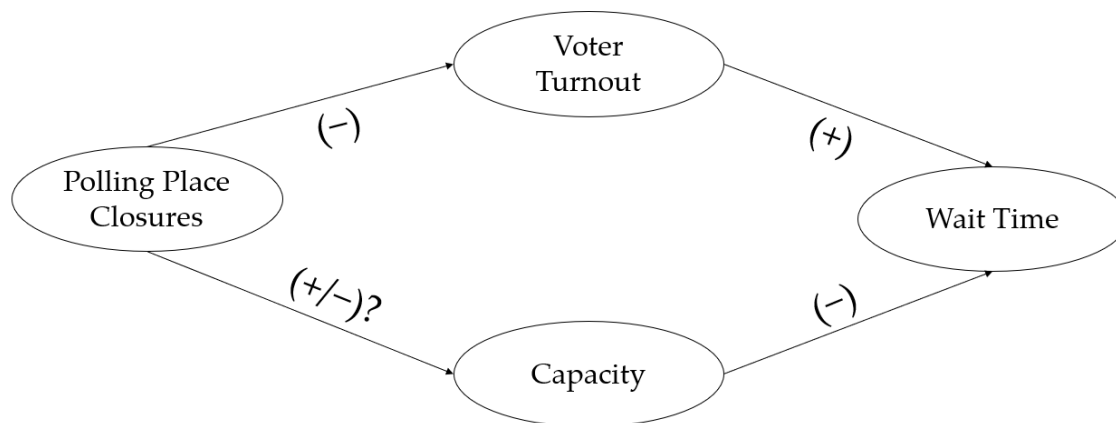 Voter
Turnout
(−)
(+)
Polling Place
Closures
Wait Time
(+/−)?
(−)
Capacity